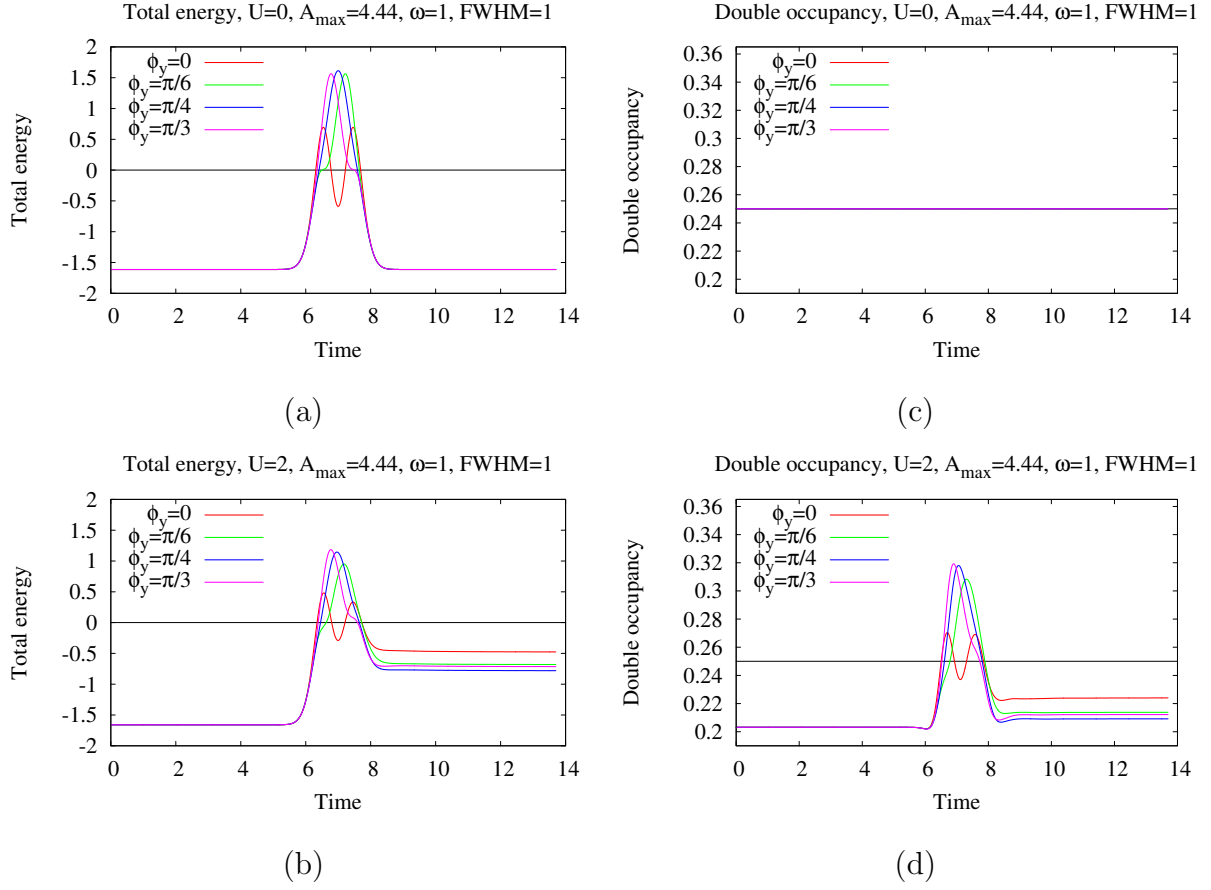 Total energy, U=0, A_max=4.44, ω=1, FWHM=1
2
1.5
1
0.5
0
-0.5
-1
-1.5
-2
Total energy
ϕ_y=0
ϕ_y=π/6
ϕ_y=π/4
ϕ_y=π/3
0 2 4 6 8 10 12 14
Time
(a)
Double occupancy, U=0, A_max=4.44, ω=1, FWHM=1
0.36
0.34
0.32
0.3
0.28
0.26
0.24
0.22
0.2
Double occupancy
ϕ_y=0
ϕ_y=π/6
ϕ_y=π/4
ϕ_y=π/3
0 2 4 6 8 10 12 14
Time
(c)
Total energy, U=2, A_max=4.44, ω=1, FWHM=1
2
1.5
1
0.5
0
-0.5
-1
-1.5
-2
Total energy
ϕ_y=0
ϕ_y=π/6
ϕ_y=π/4
ϕ_y=π/3
0 2 4 6 8 10 12 14
Time
(b)
Double occupancy, U=2, A_max=4.44, ω=1, FWHM=1
0.36
0.34
0.32
0.3
0.28
0.26
0.24
0.22
0.2
Double occupancy
ϕ_y=0
ϕ_y=π/6
ϕ_y=π/4
ϕ_y=π/3
0 2 4 6 8 10 12 14
Time
(d)